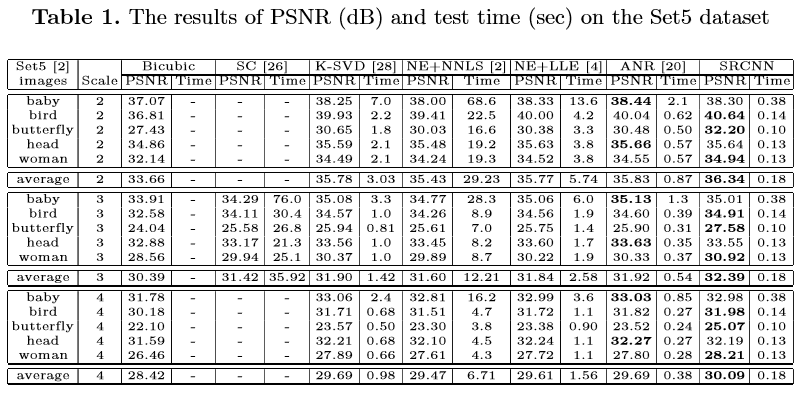 Table 1. The results of PSNR (dB) and test time (sec) on the Set5 dataset
Set5 [2] Bicubic SC [26] K-SVD [28] NE+NNLS [2] NE+LLE [4] ANR [20] SRCNN
images Scale PSNR Time PSNR Time PSNR Time PSNR Time PSNR Time PSNR Time PSNR Time
baby 2 37.07 - - - 38.25 7.0 38.00 68.6 38.33 13.6 38.44 2.1 38.30 0.38
bird 2 36.81 - - - 39.93 2.2 39.41 22.5 40.00 4.2 40.04 0.62 40.64 0.14
butterfly 2 27.43 - - - 30.65 1.8 30.03 16.6 30.38 3.3 30.48 0.50 32.20 0.10
head 2 34.86 - - - 35.59 2.1 35.48 19.2 35.63 3.8 35.66 0.57 35.64 0.13
woman 2 32.14 - - - 34.49 2.1 34.24 19.3 34.52 3.8 34.55 0.57 34.94 0.13
average 2 33.66 - - - 35.78 3.03 35.43 29.23 35.77 5.74 35.83 0.87 36.34 0.18
baby 3 33.91 - 34.29 76.0 35.08 3.3 34.77 28.3 35.06 6.0 35.13 1.3 35.01 0.38
bird 3 32.58 - 34.11 30.4 34.57 1.0 34.26 8.9 34.56 1.9 34.60 0.39 34.91 0.14
butterfly 3 24.04 - 25.58 26.8 25.94 0.81 25.61 7.0 25.75 1.4 25.90 0.31 27.58 0.10
head 3 32.88 - 33.17 21.3 33.56 1.0 33.45 8.2 33.60 1.7 33.63 0.35 33.55 0.13
woman 3 28.56 - 29.94 25.1 30.37 1.0 29.89 8.7 30.22 1.9 30.33 0.37 30.92 0.13
average 3 30.39 - 31.42 35.92 31.90 1.42 31.60 12.21 31.84 2.58 31.92 0.54 32.39 0.18
baby 4 31.78 - - - 33.06 2.4 32.81 16.2 32.99 3.6 33.03 0.85 32.98 0.38
bird 4 30.18 - - - 31.71 0.68 31.51 4.7 31.72 1.1 31.82 0.27 31.98 0.14
butterfly 4 22.10 - - - 23.57 0.50 23.30 3.8 23.38 0.90 23.52 0.24 25.07 0.10
head 4 31.59 - - - 32.21 0.68 32.10 4.5 32.24 1.1 32.27 0.27 32.19 0.13
woman 4 26.46 - - - 27.89 0.66 27.61 4.3 27.72 1.1 27.80 0.28 28.21 0.13
average 4 28.42 - - - 29.69 0.98 29.47 6.71 29.61 1.56 29.69 0.38 30.09 0.18